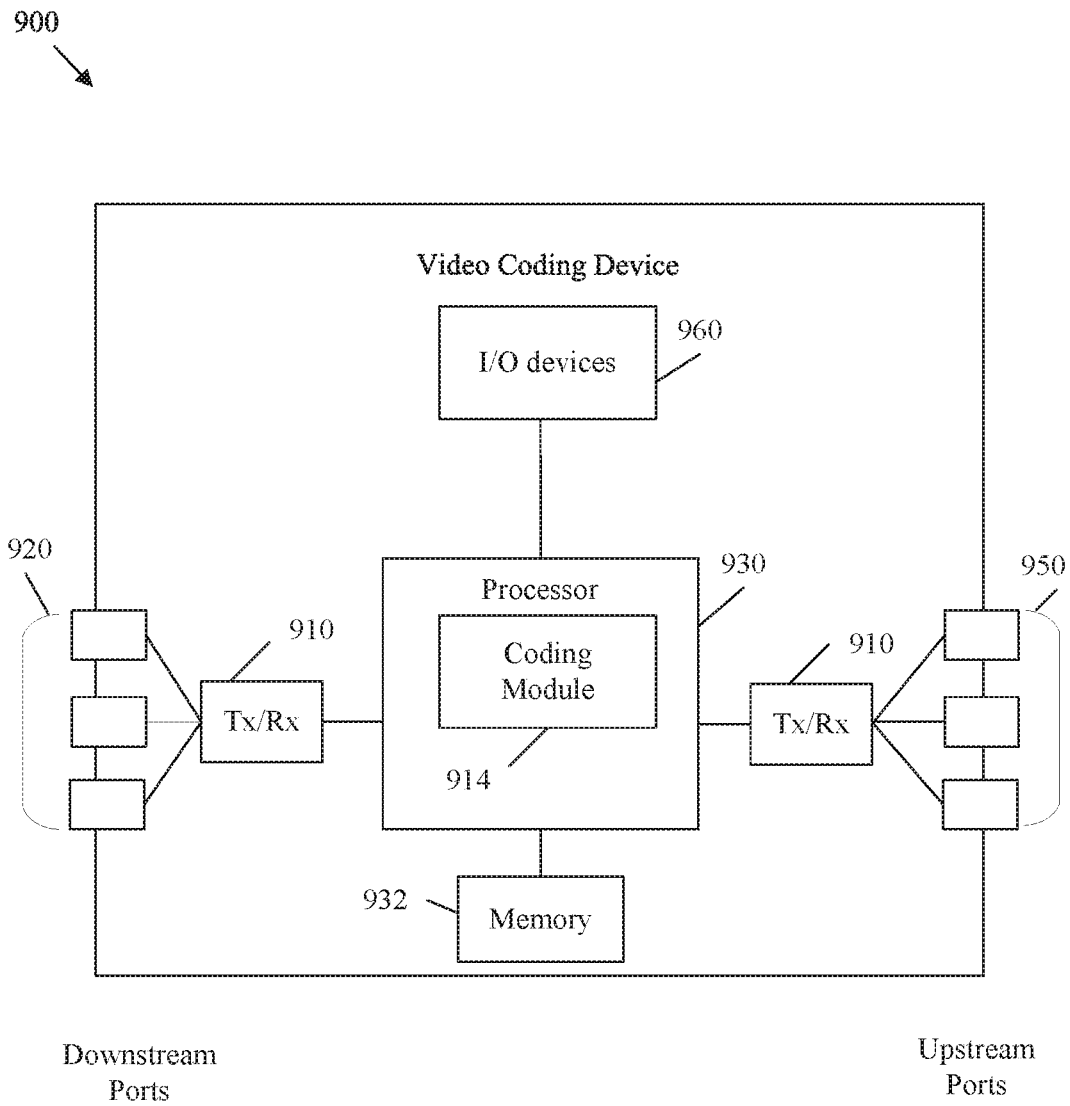 900
Video Coding Device
960
I/O devices
920
930
950
Processor
910
910
Coding
Module
Tx/Rx
Tx/Rx
914
932
Memory
Downstream
Ports
Upstream
Ports